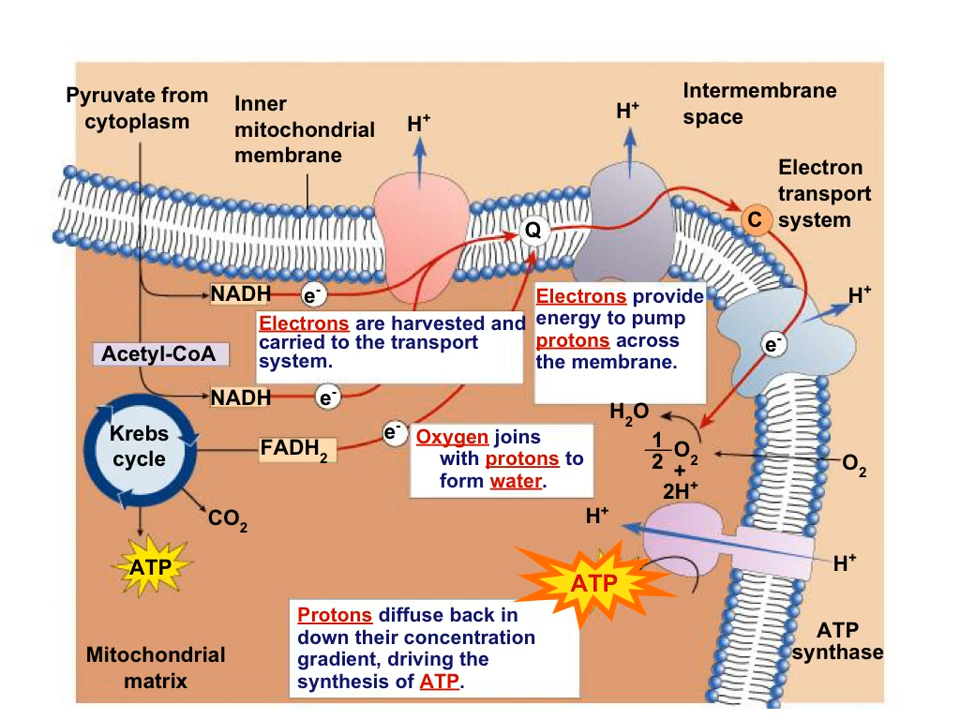 Pyruvate from
cytoplasm
Inner
mitochondrial
membrane
H⁺
H⁺
Intermembrane
space
Electron
transport
system
C
Q
NADH
e⁻
Electrons are harvested and
carried to the transport
system.
Electrons provide
energy to pump
protons across
the membrane.
H⁺
e⁻
Acetyl-CoA
NADH
e⁻
Krebs
cycle
FADH₂
e⁻
Oxygen joins
with protons to
form water.
H₂O
1
2
O₂
+
2H⁺
O₂
CO₂
H⁺
H⁺
ATP
ATP
Protons diffuse back in
down their concentration
gradient, driving the
synthesis of ATP.
ATP
synthase
Mitochondrial
matrix